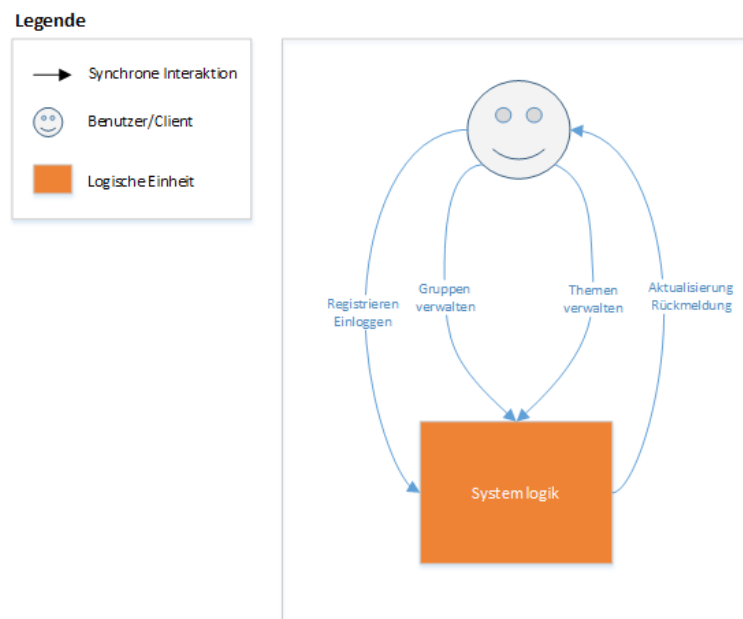 Legende
Synchrone Interaktion
Benutzer/Client
Logische Einheit
Registrieren
Einloggen
Gruppen
verwalten
Themen
verwalten
Aktualisierung
Rückmeldung
Systemlogik